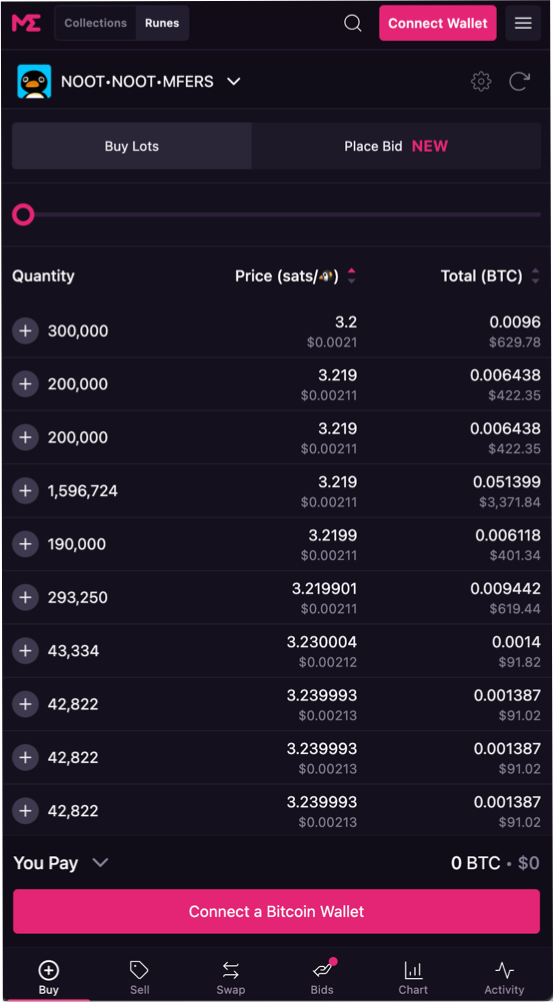 ME Collections Runes Connect Wallet
NOOT•NOOT•MFERS
Buy Lots Place Bid NEW
Quantity Price (sats/🐧) Total (BTC)
300,000 3.2 0.0096
$0.0021 $629.78
200,000 3.219 0.006438
$0.00211 $422.35
200,000 3.219 0.006438
$0.00211 $422.35
1,596,724 3.219 0.051399
$0.00211 $3,371.84
190,000 3.2199 0.006118
$0.00211 $401.34
293,250 3.219901 0.009442
$0.00211 $619.44
43,334 3.230004 0.0014
$0.00212 $91.82
42,822 3.239993 0.001387
$0.00213 $91.02
42,822 3.239993 0.001387
$0.00213 $91.02
42,822 3.239993 0.001387
$0.00213 $91.02
You Pay 0 BTC • $0
Connect a Bitcoin Wallet
Buy Sell Swap Bids Chart Activity